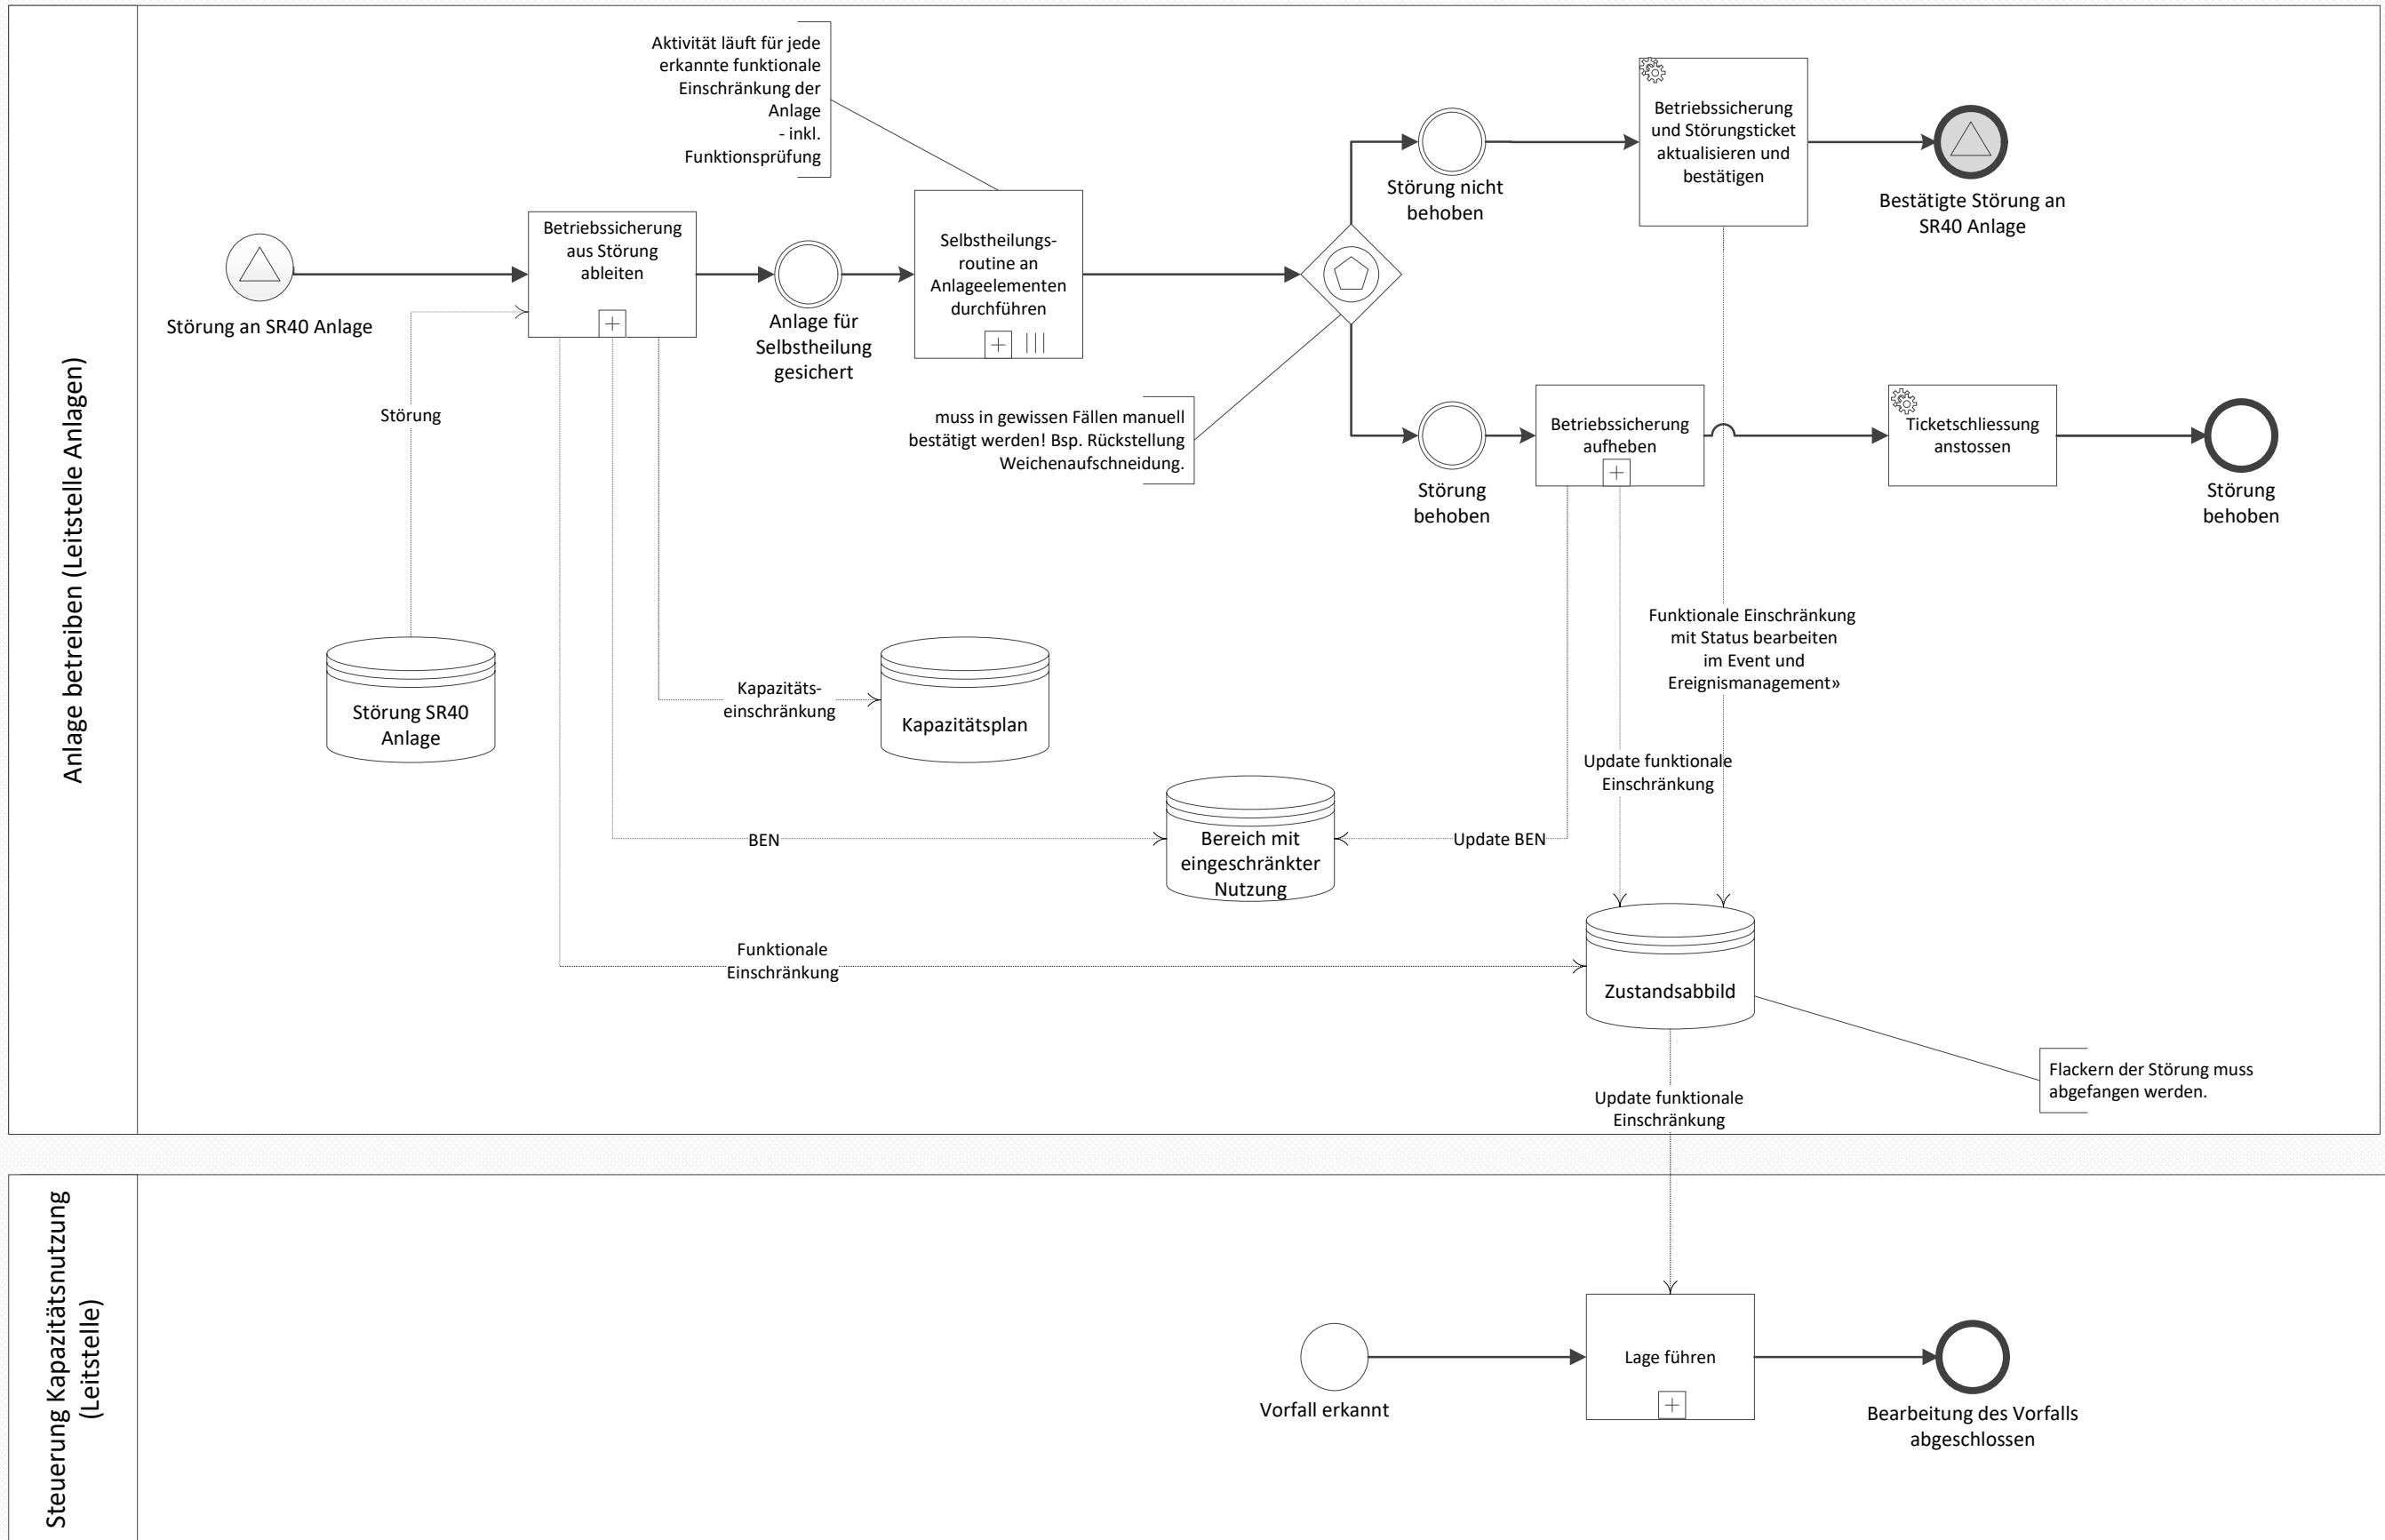 Anlage betreiben (Leitstelle Anlagen)
Aktivität läuft für jede
erkannte funktionale
Einschränkung der
Anlage
- inkl.
Funktionsprüfung
Störung an SR40 Anlage
Betriebssicherung
aus Störung
ableiten
Anlage für
Selbstheilung
gesichert
Selbstheilungs-
routine an
Anlageelementen
durchführen
muss in gewissen Fällen manuell
bestätigt werden! Bsp. Rückstellung
Weichenaufschneidung.
Störung nicht
behoben
Betriebssicherung
und Störungsticket
aktualisieren und
bestätigen
Bestätigte Störung an
SR40 Anlage
Störung
behoben
Betriebssicherung
aufheben
Ticketschliessung
anstossen
Störung
behoben
Störung
Störung SR40
Anlage
Kapazitäts-
einschränkung
Kapazitätsplan
BEN
Bereich mit
eingeschränkter
Nutzung
Update BEN
Funktionale Einschränkung
mit Status bearbeiten
im Event und
Ereignismanagement»
Update funktionale
Einschränkung
Funktionale
Einschränkung
Zustandsabbild
Flackern der Störung muss
abgefangen werden.
Update funktionale
Einschränkung
Steuerung Kapazitätsnutzung
(Leitstelle)
Vorfall erkannt
Lage führen
Bearbeitung des Vorfalls
abgeschlossen